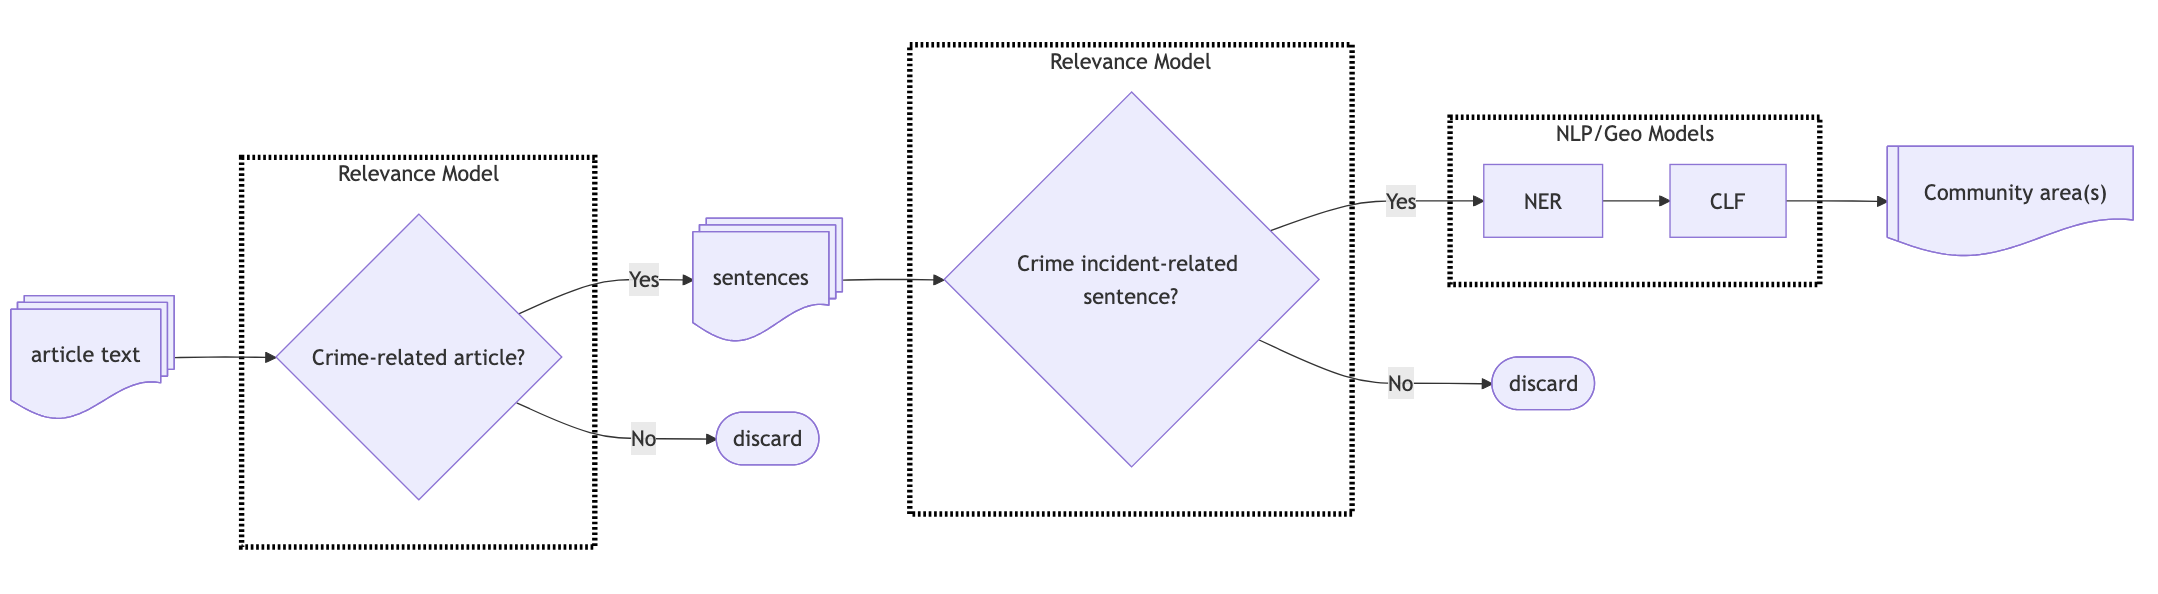 article text
Relevance Model
Crime-related article?
Yes
No
sentences
discard
Relevance Model
Crime incident-related
sentence?
Yes
No
NLP/Geo Models
NER
CLF
discard
Community area(s)